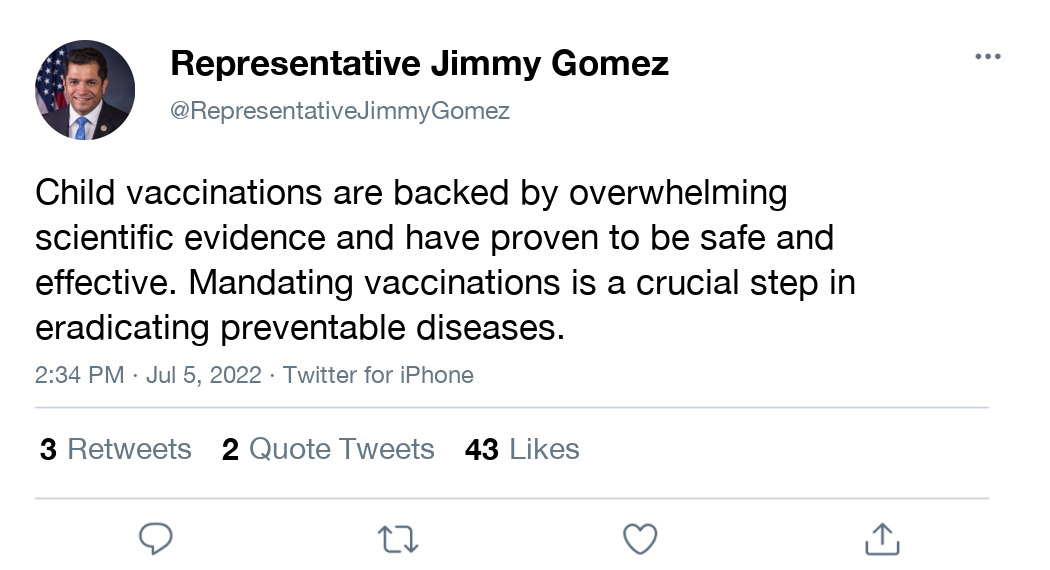 Representative Jimmy Gomez
@RepresentativeJimmyGomez
Child vaccinations are backed by overwhelming
scientific evidence and have proven to be safe and
effective. Mandating vaccinations is a crucial step in
eradicating preventable diseases.
2:34 PM · Jul 5, 2022 · Twitter for iPhone
3 Retweets 2 Quote Tweets 43 Likes